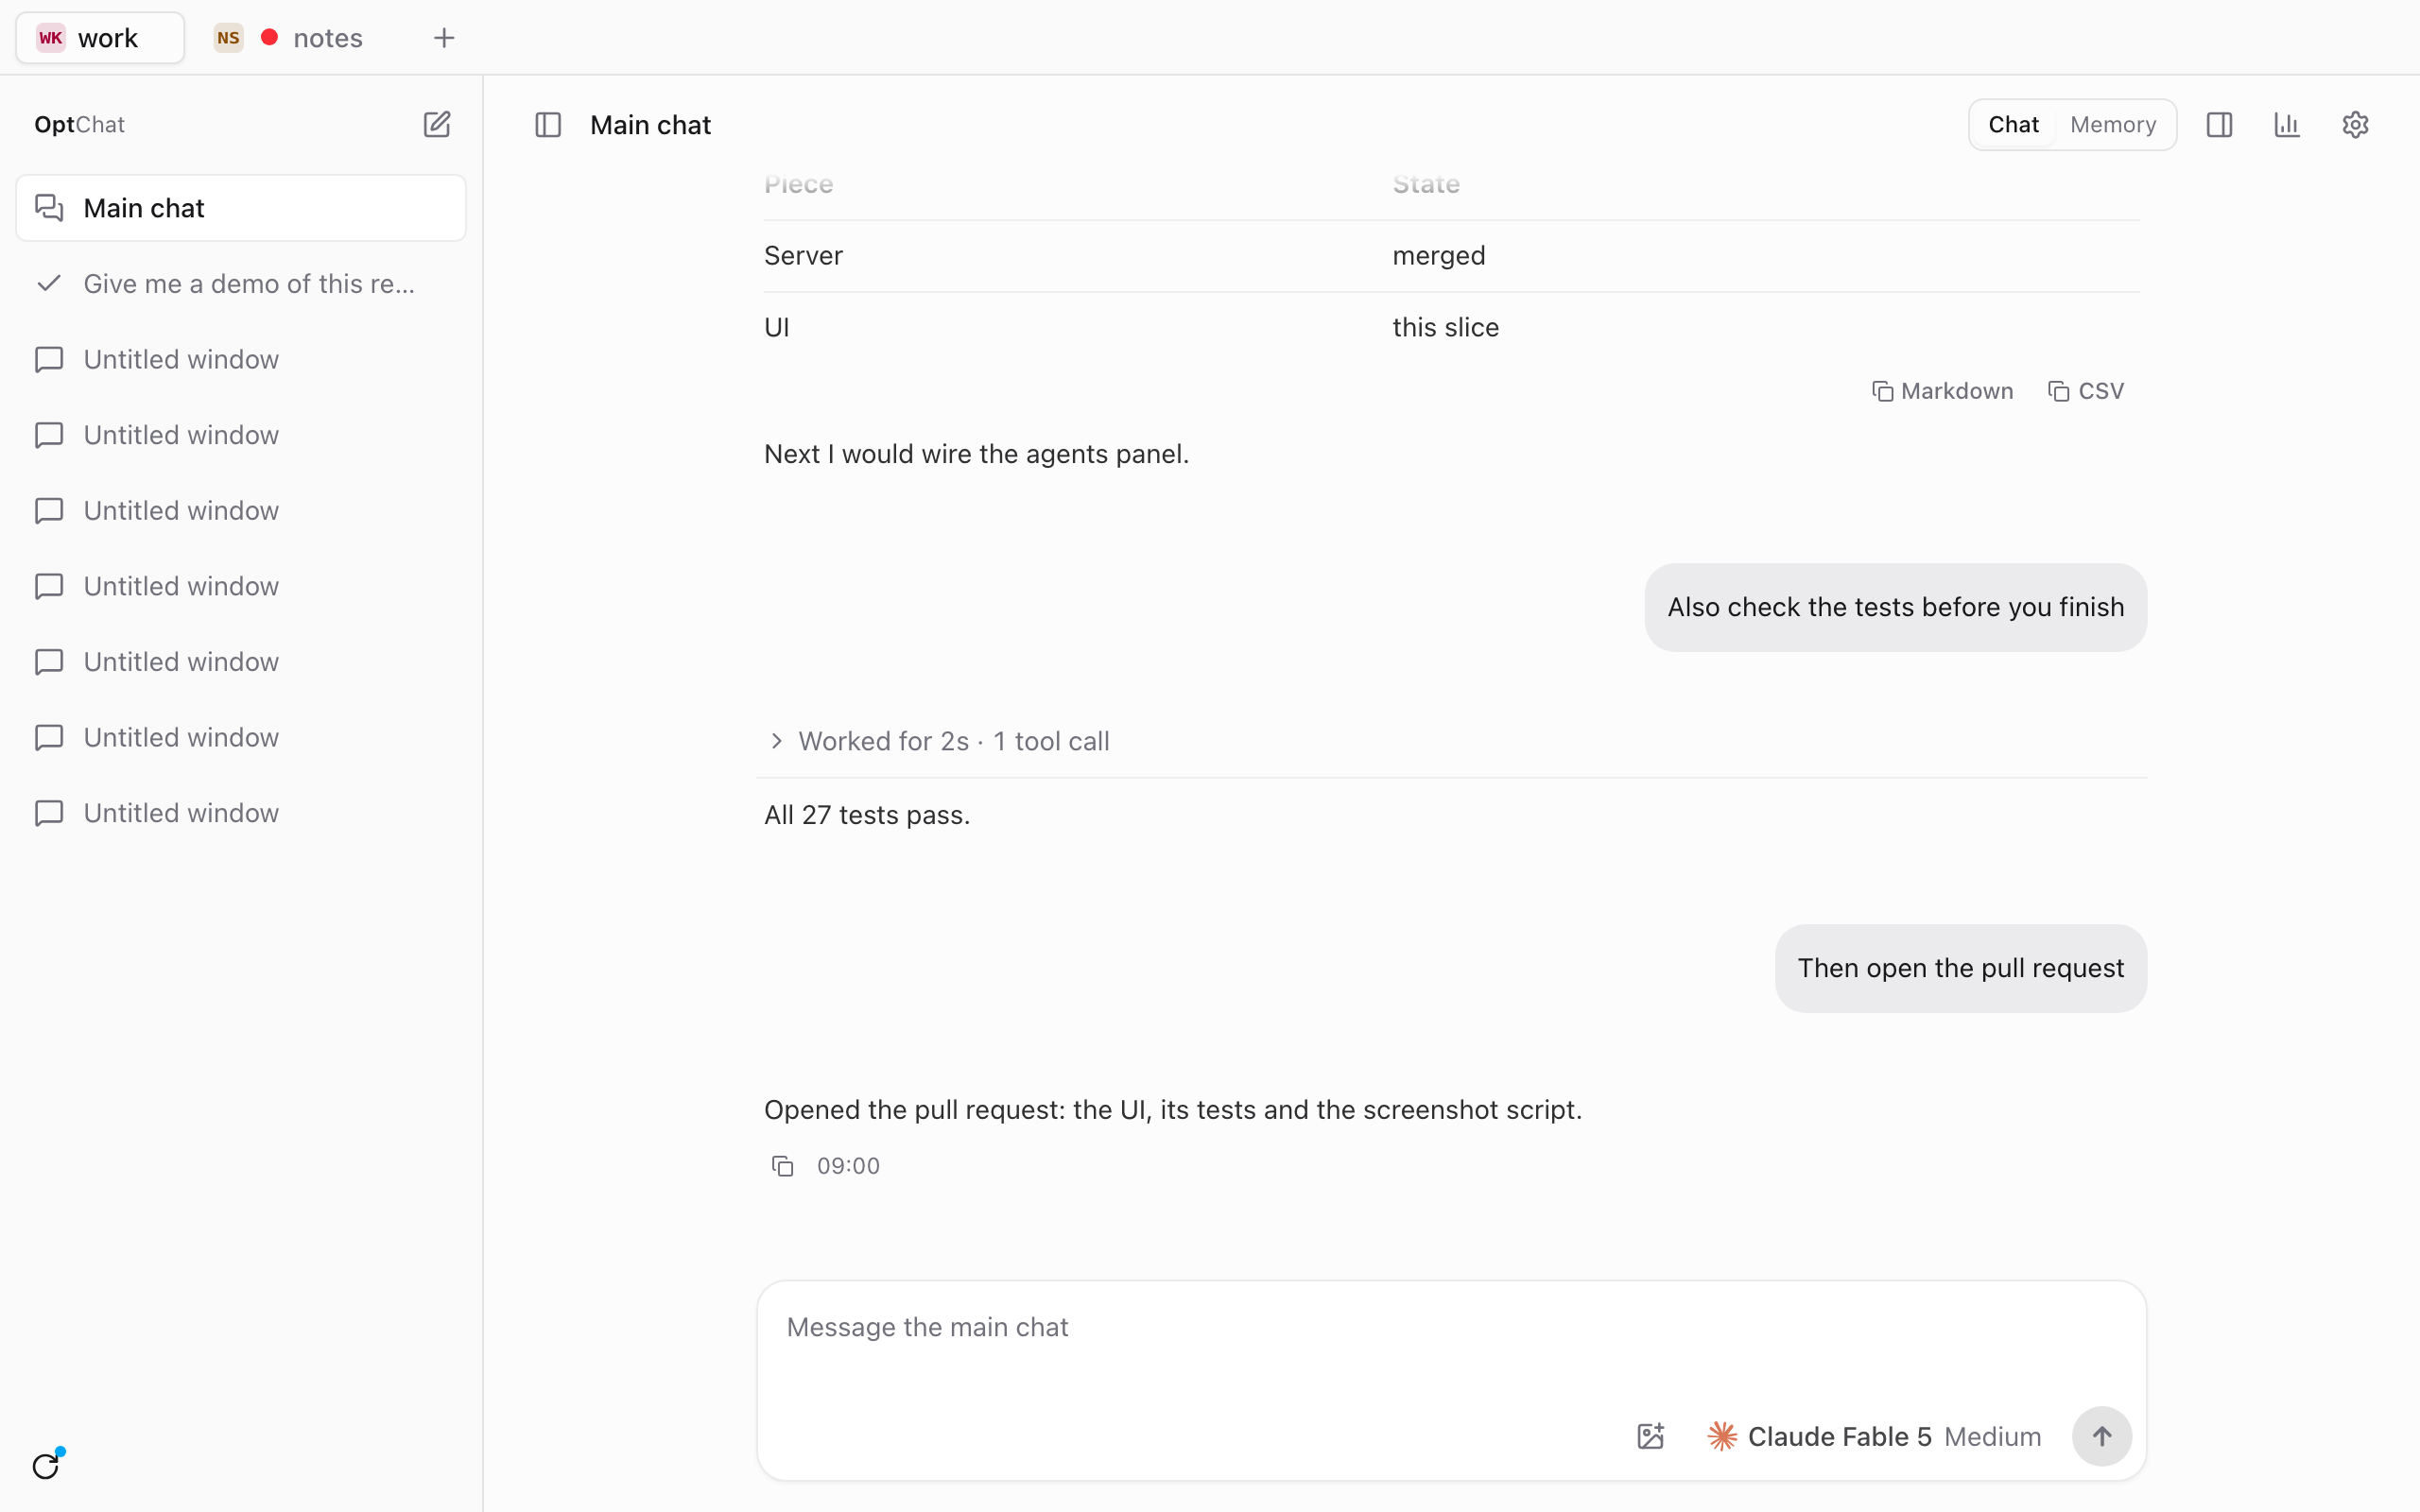 WK work NS notes
OptChat
Main chat
Give me a demo of this re...
Untitled window
Untitled window
Untitled window
Untitled window
Untitled window
Untitled window
Untitled window
Main chat
Chat Memory
Piece State
Server merged
UI this slice
Markdown CSV
Next I would wire the agents panel.
Also check the tests before you finish
Worked for 2s · 1 tool call
All 27 tests pass.
Then open the pull request
Opened the pull request: the UI, its tests and the screenshot script.
09:00
Message the main chat
Claude Fable 5 Medium